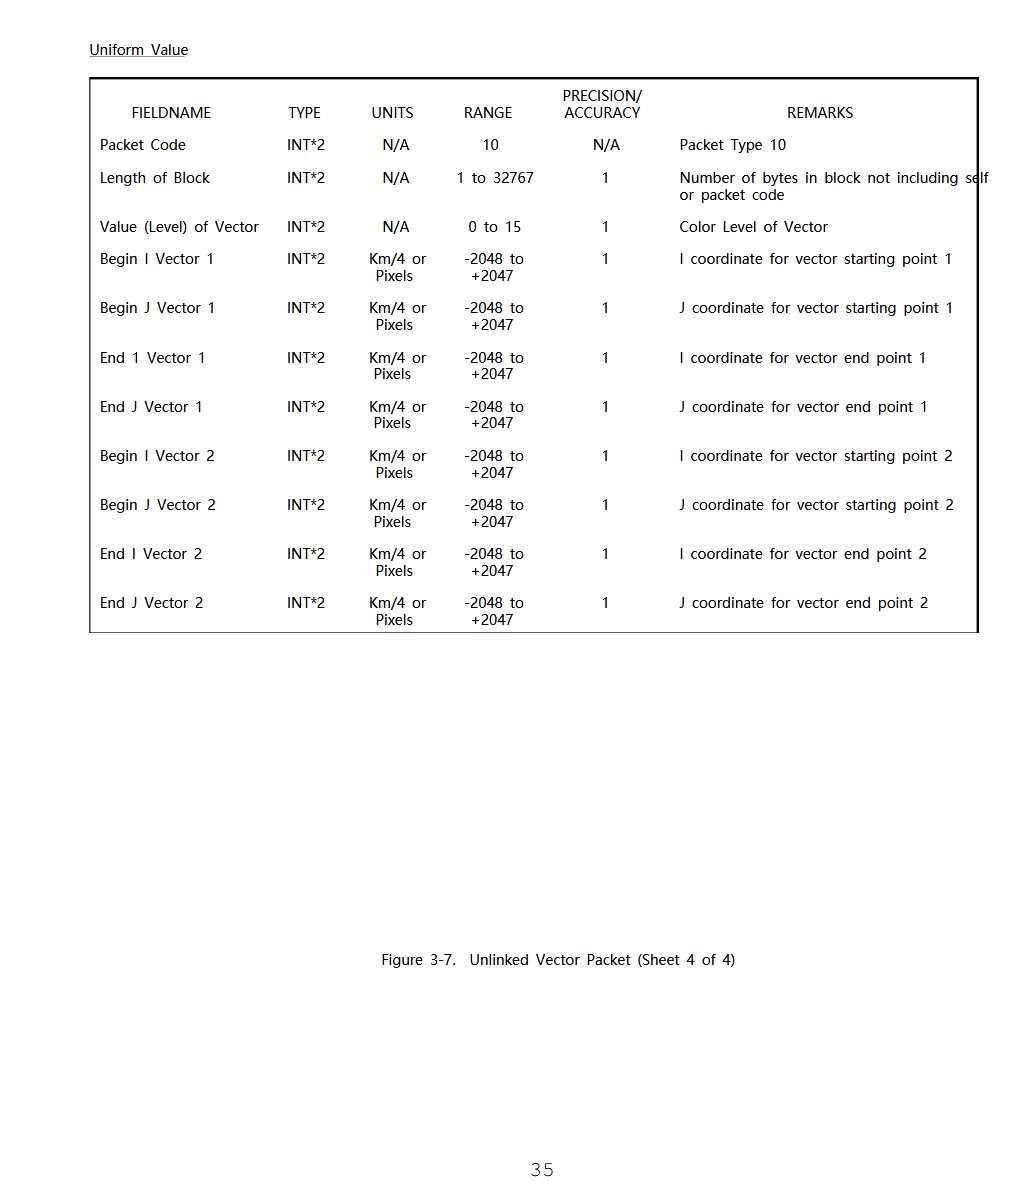 Uniform Value
PRECISION/
FIELDNAME TYPE UNITS RANGE ACCURACY REMARKS
Packet Code INT*2 N/A 10 N/A Packet Type 10
Length of Block INT*2 N/A 1 to 32767 1 Number of bytes in block not including self
or packet code
Value (Level) of Vector INT*2 N/A 0 to 15 1 Color Level of Vector
Begin I Vector 1 INT*2 Km/4 or -2048 to 1 I coordinate for vector starting point 1
Pixels +2047
Begin J Vector 1 INT*2 Km/4 or -2048 to 1 J coordinate for vector starting point 1
Pixels +2047
End 1 Vector 1 INT*2 Km/4 or -2048 to 1 I coordinate for vector end point 1
Pixels +2047
End J Vector 1 INT*2 Km/4 or -2048 to 1 J coordinate for vector end point 1
Pixels +2047
Begin I Vector 2 INT*2 Km/4 or -2048 to 1 I coordinate for vector starting point 2
Pixels +2047
Begin J Vector 2 INT*2 Km/4 or -2048 to 1 J coordinate for vector starting point 2
Pixels +2047
End I Vector 2 INT*2 Km/4 or -2048 to 1 I coordinate for vector end point 2
Pixels +2047
End J Vector 2 INT*2 Km/4 or -2048 to 1 J coordinate for vector end point 2
Pixels +2047
Figure 3-7. Unlinked Vector Packet (Sheet 4 of 4)
35